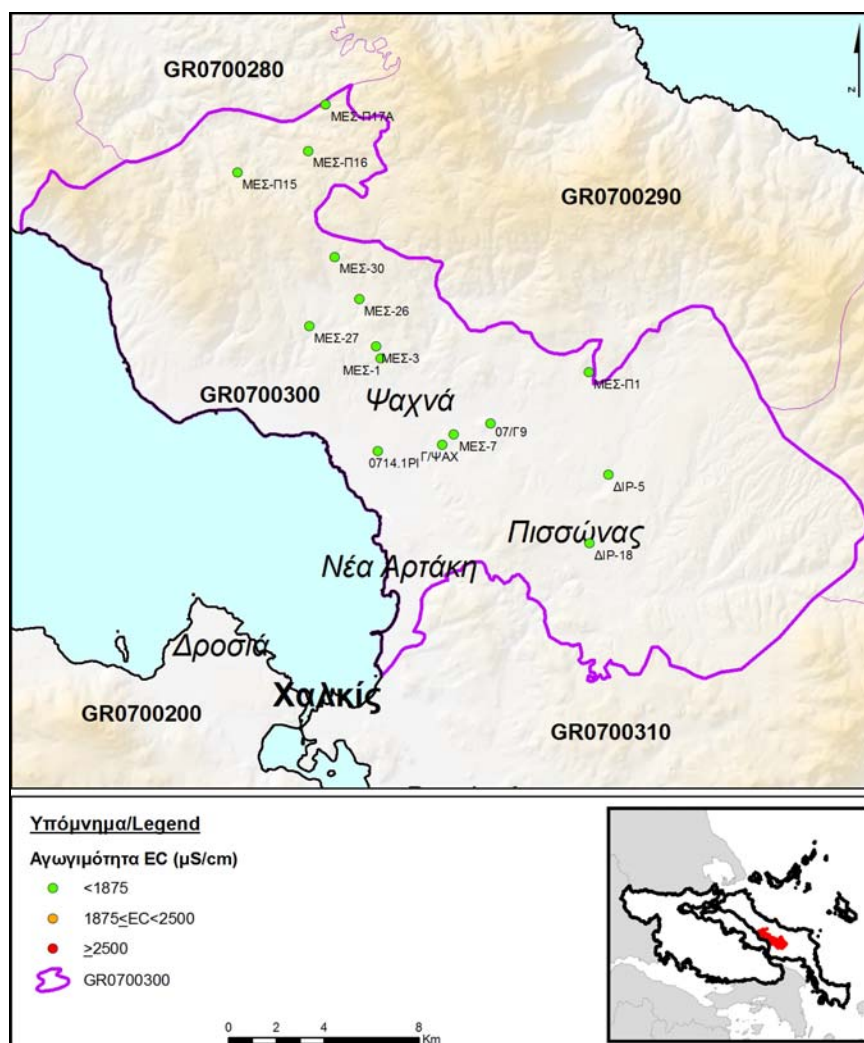 GR0700280
N
ΜΕΣ-Π17Α
ΜΕΣ-Π16
ΜΕΣ-Π15
GR0700290
ΜΕΣ-30
ΜΕΣ-26
ΜΕΣ-27
ΜΕΣ-3
ΜΕΣ-1
ΜΕΣ-Π1
GR0700300
Ψαχνά
07/Γ9
ΜΕΣ-7
Γ/ΨΑΧ
0714.1ΡΙ
ΔΙΡ-5
Πισσώνας
ΔΙΡ-18
Νέα Αρτάκη
Δροσιά
Χαλκίς
GR0700200
GR0700310
Υπόμνημα/Legend
Αγωγιμότητα EC (μS/cm)
<1875
1875≤EC<2500
≥2500
GR0700300
0 2 4 8
Km